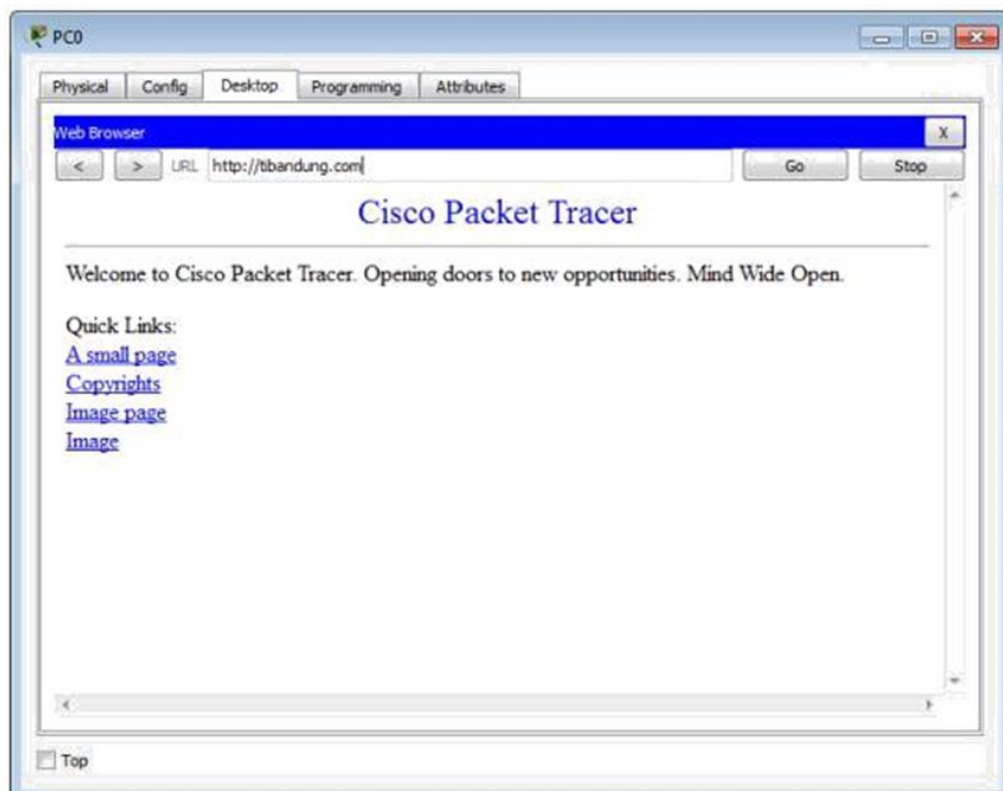 PC0
Physical Config Desktop Programming Attributes
Web Browser X
< > URL http://tibandung.com Go Stop
Cisco Packet Tracer
Welcome to Cisco Packet Tracer. Opening doors to new opportunities. Mind Wide Open.
Quick Links:
A small page
Copyrights
Image page
Image
Top